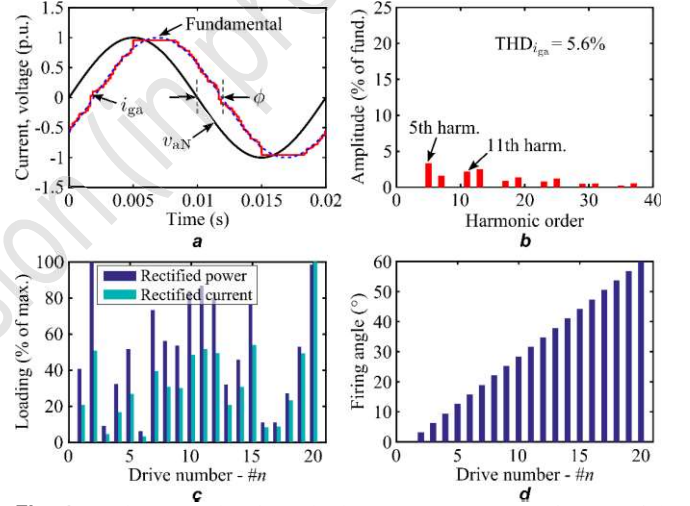 Current, voltage (p.u.)
1.5
1
0.5
0
-0.5
-1
-1.5
0
0.005
0.01
0.015
0.02
Time (s)
Fundamental
iga
ϕ
vaN
a
Amplitude (% of fund.)
25
20
15
10
5
0
0
10
20
30
40
Harmonic order
THDiga = 5.6%
5th harm.
11th harm.
b
Loading (% of max.)
100
80
60
40
20
0
0
5
10
15
20
Drive number - #n
Rectified power
Rectified current
c
Firing angle (°)
60
50
40
30
20
10
0
0
5
10
15
20
Drive number - #n
d